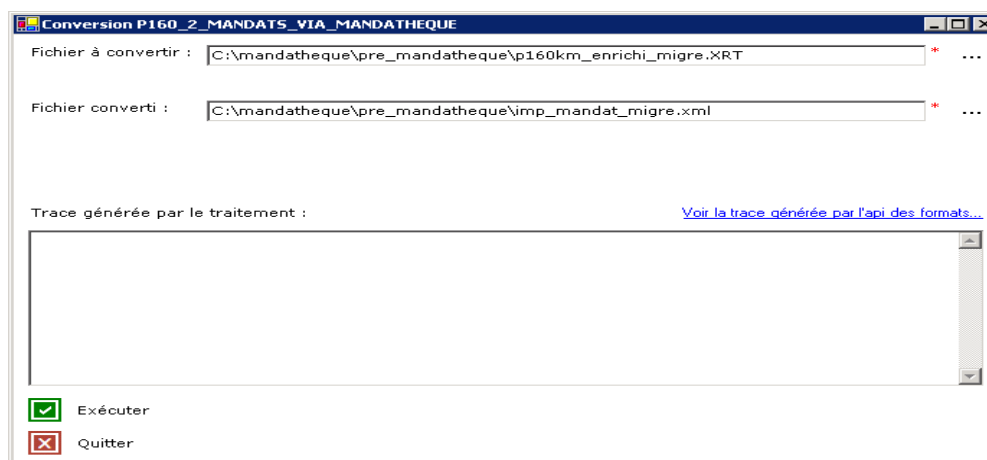 Conversion P160_2_MANDATS_VIA_MANDATHEQUE
Fichier à convertir : C:\mandatheque\pre_mandatheque\p160km_enrichi_migre.XRT * ...
Fichier converti : C:\mandatheque\pre_mandatheque\imp_mandat_migre.xml * ...
Trace générée par le traitement : Voir la trace générée par l'api des formats...
Exécuter
Quitter